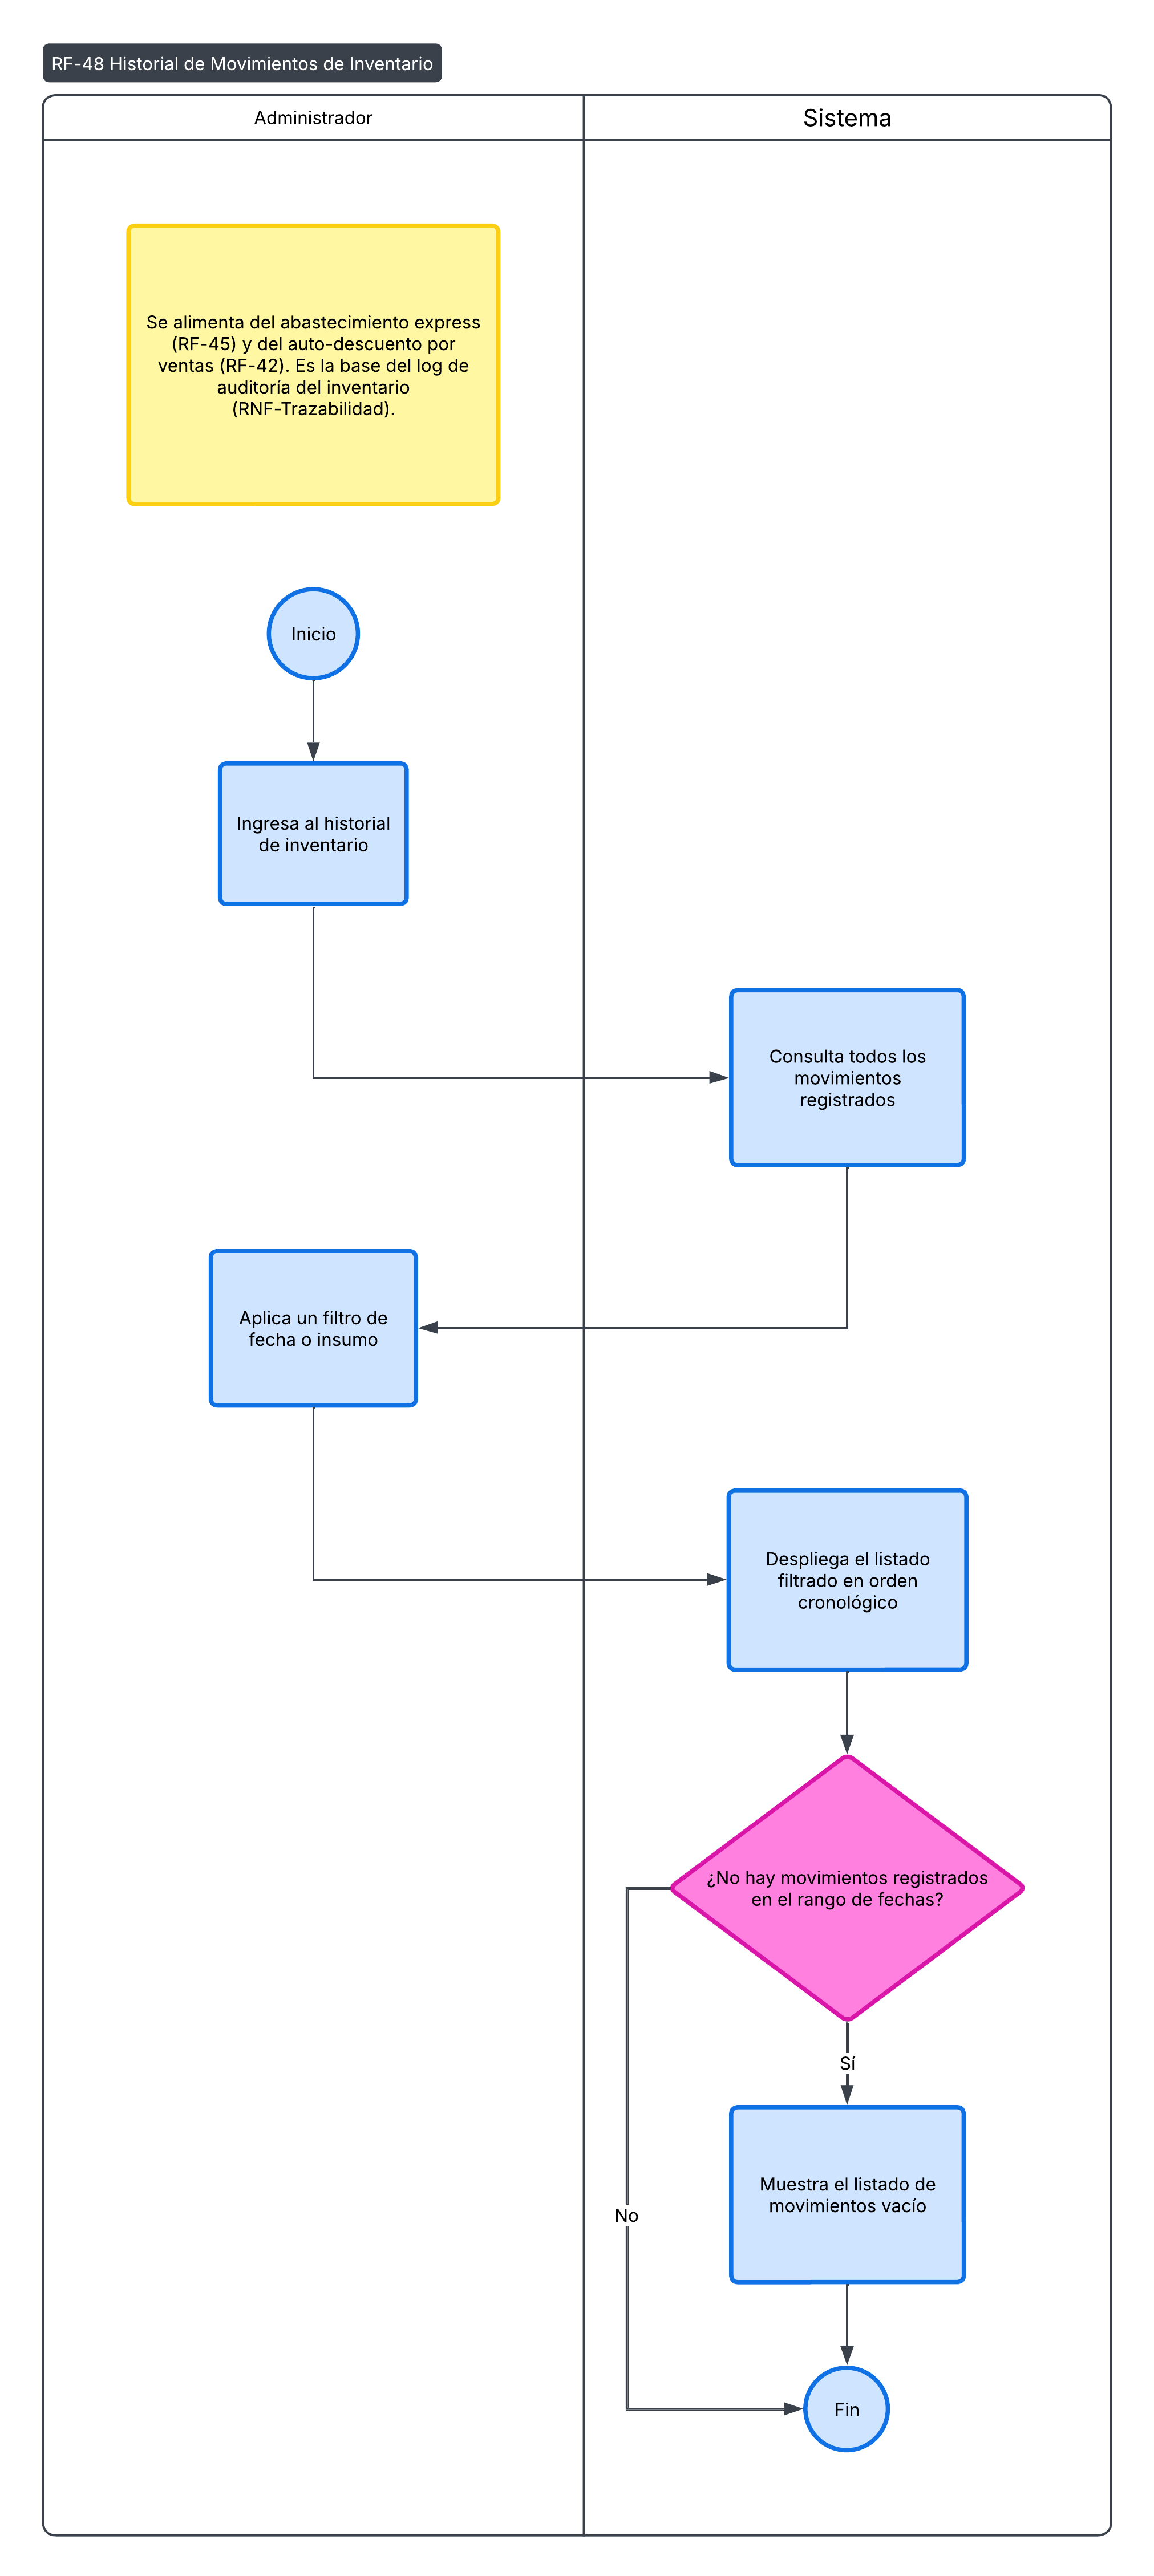 RF-48 Historial de Movimientos de Inventario
Administrador
Sistema
Se alimenta del abastecimiento express
(RF-45) y del auto-descuento por
ventas (RF-42). Es la base del log de
auditoría del inventario
(RNF-Trazabilidad).
Inicio
Ingresa al historial
de inventario
Consulta todos los
movimientos
registrados
Aplica un filtro de
fecha o insumo
Despliega el listado
filtrado en orden
cronológico
¿No hay movimientos registrados
en el rango de fechas?
Sí
Muestra el listado de
movimientos vacío
No
Fin